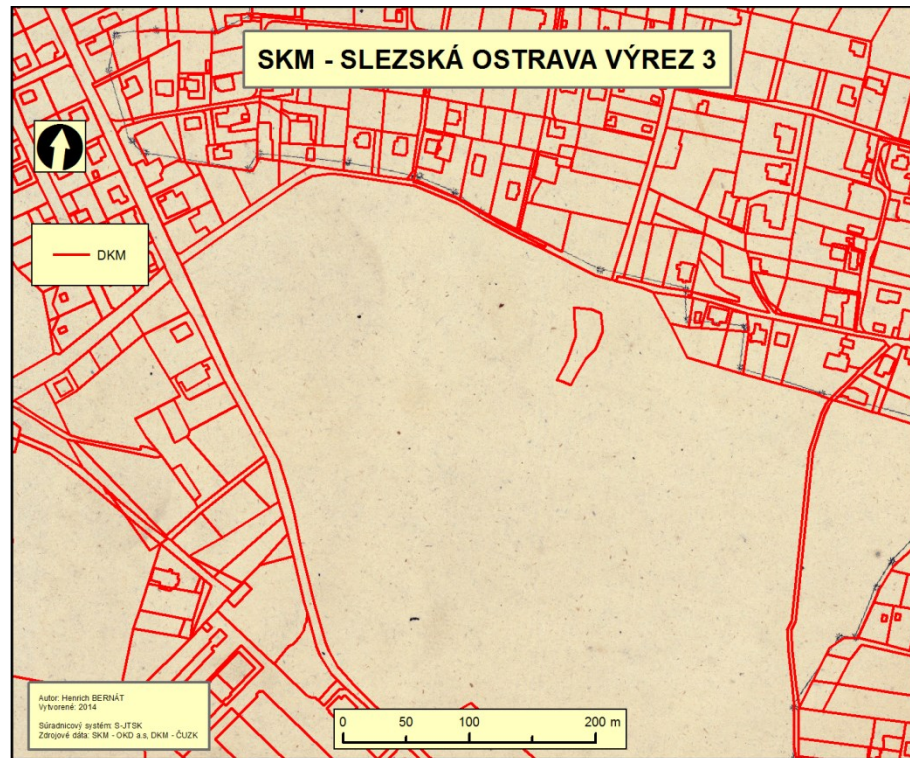 SKM - SLEZSKÁ OSTRAVA VÝREZ 3
DKM
Autor: Henrich BERNÁT
Vytvorené: 2014
Súradnicový systém: S-JTSK
Zdrojové dáta: SKM - OKD a.s, DKM - ČUZK
0 50 100 200 m